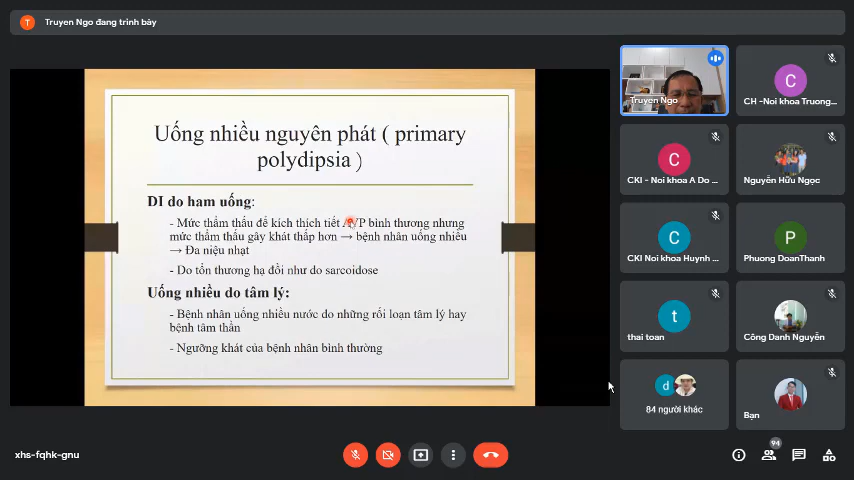 T
Truyen Ngo đang trình bày
Uống nhiều nguyên phát ( primary
polydipsia )
DI do ham uống:
- Mức thẩm thấu để kích thích tiết AVP bình thương nhưng
mức thẩm thấu gây khát thấp hơn → bệnh nhân uống nhiều
→ Đa niệu nhạt
- Do tổn thương hạ đồi như do sarcoidose
Uống nhiều do tâm lý:
- Bệnh nhân uống nhiều nước do những rối loạn tâm lý hay
bệnh tâm thần
- Ngưỡng khát của bệnh nhân bình thường
Truyen Ngo
C
CH -Noi khoa Truong...
C
CKI - Noi khoa A Do ...
Nguyễn Hữu Ngọc
C
CKI Noi khoa Huynh ...
P
Phuong DoanThanh
t
thai toan
Công Danh Nguyễn
d
84 người khác
Bạn
xhs-fqhk-gnu
94